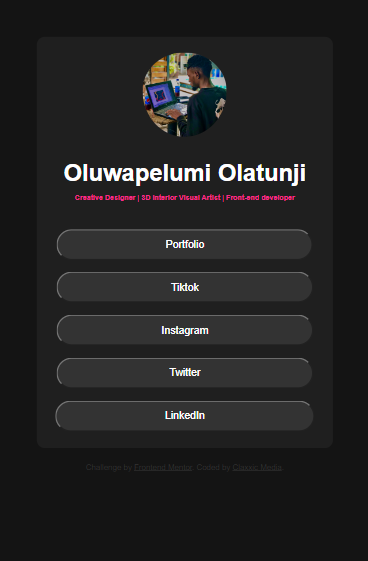 Oluwapelumi Olatunji
Creative Designer | 3D Interior Visual Artist | Front-end developer
Portfolio
Tiktok
Instagram
Twitter
LinkedIn
Challenge by Frontend Mentor. Coded by Classic Media.